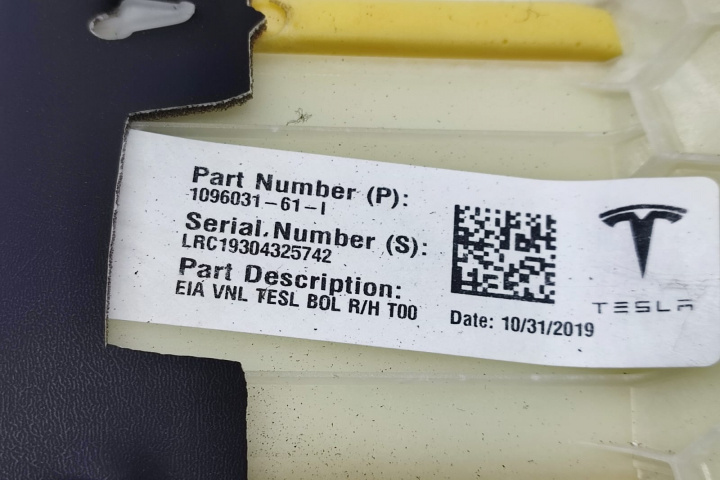 Part Number (P):
1096031-61-I
Serial Number (S):
LRC19304325742
Part Description:
EIA VNL TESL BOL R/H T00
Date: 10/31/2019
TESLA